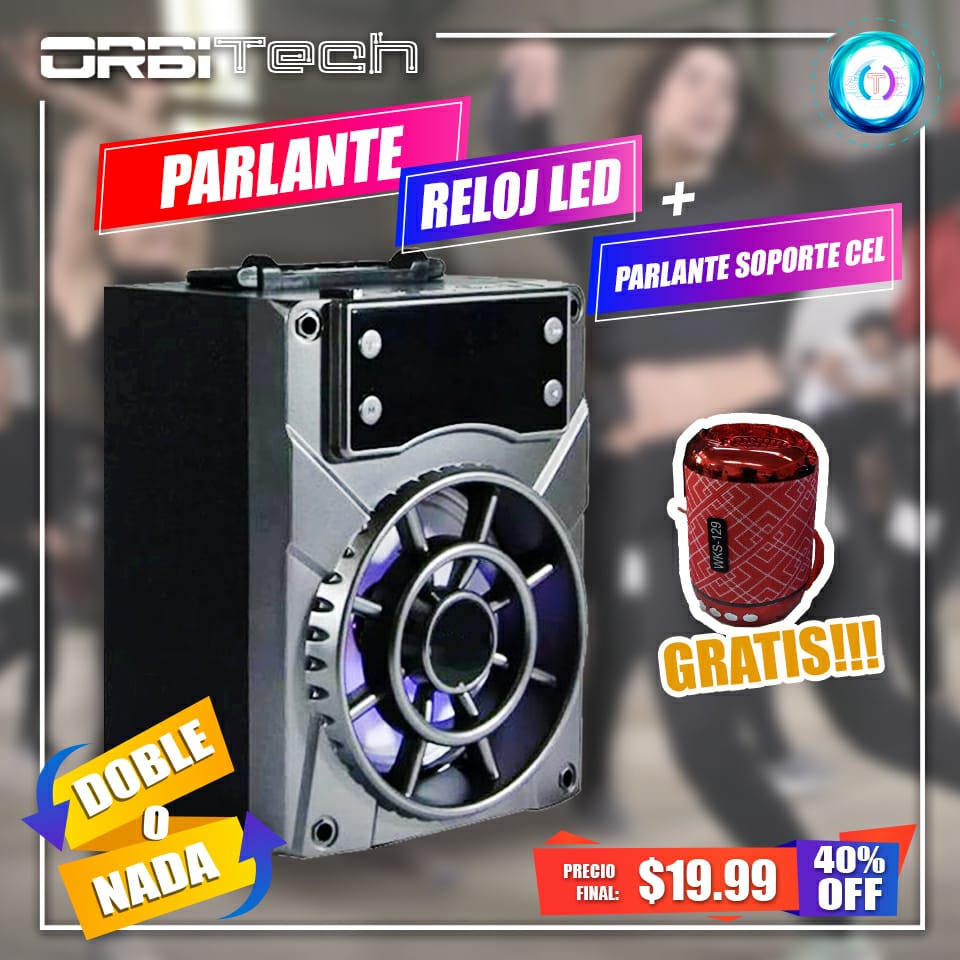 ORBITech
(T)
PARLANTE
RELOJ LED
+
PARLANTE SOPORTE CEL
WKS-129
GRATIS!!!
DOBLE
O
NADA
PRECIO
FINAL:
$19.99
40%
OFF